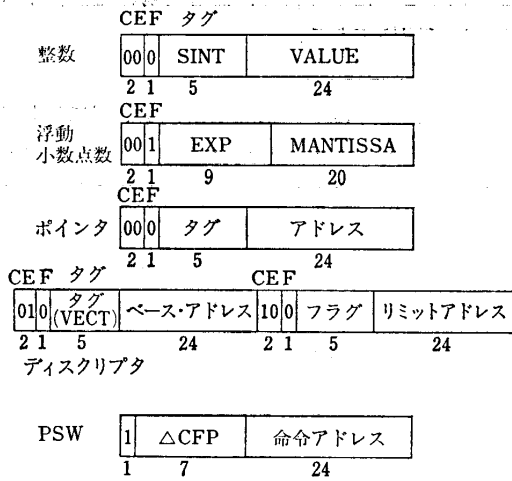 CEF タグ
整数 00 0 SINT VALUE
2 1 5 24
CEF
浮動
小数点数 00 1 EXP MANTISSA
2 1 9 20
CEF
ポインタ 00 0 タグ アドレス
2 1 5 24
CEF タグ CEF
01 0 タグ (VECT) ベース・アドレス 10 0 フラグ リミットアドレス
2 1 5 24 2 1 5 24
ディスクリプタ
PSW 1 △CFP 命令アドレス
1 7 24